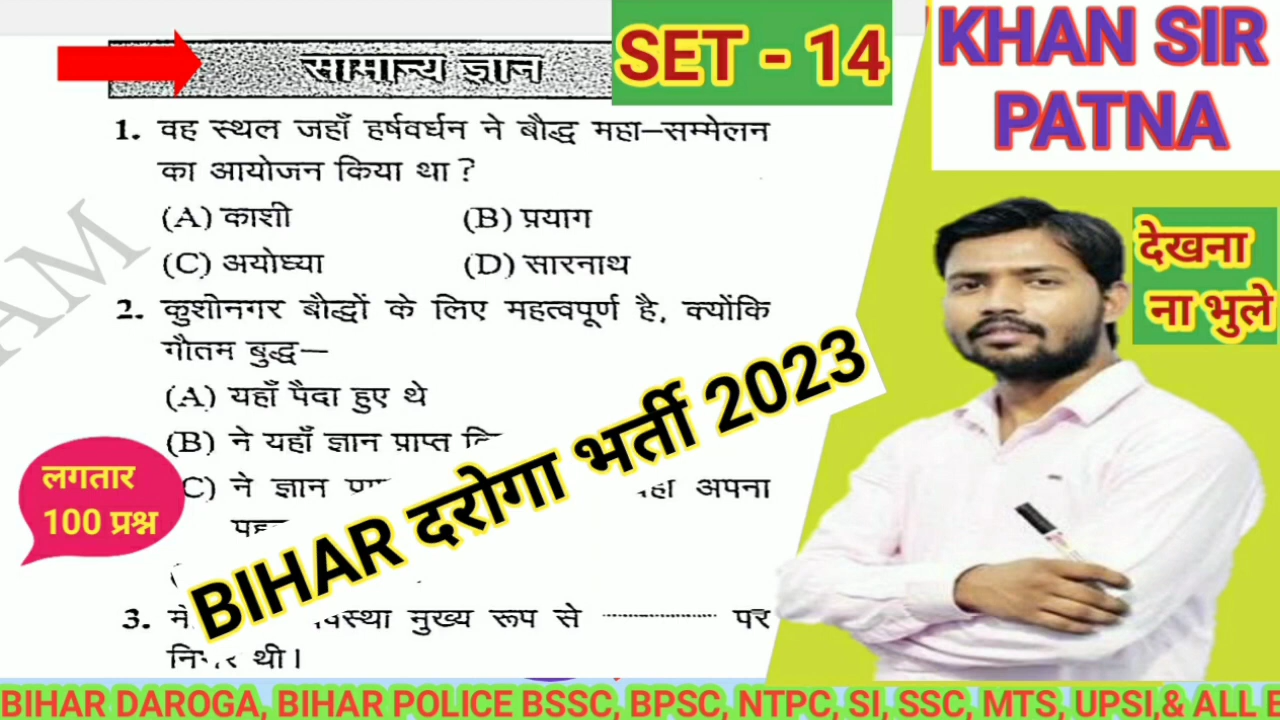 सामान्य ज्ञान
SET - 14
KHAN SIR
PATNA
1. वह स्थल जहाँ हर्षवर्धन ने बौद्ध महा–सम्मेलन
का आयोजन किया था ?
(A) काशी (B) प्रयाग
(C) अयोध्या (D) सारनाथ
2. कुशोनगर बौद्धों के लिए महत्वपूर्ण है, क्योंकि
गौतम बुद्ध—
(A) यहाँ पैदा हुए थे
(B) ने यहाँ ज्ञान प्राप्त
C) ने ज्ञान अपना
3. मुख्य रूप से ............ पर
थी।
AM
देखना
ना भुले
लगतार
100 प्रश्न
BIHAR दरोगा भर्ती 2023
BIHAR DAROGA, BIHAR POLICE BSSC, BPSC, NTPC, SI, SSC, MTS, UPSI,& ALL